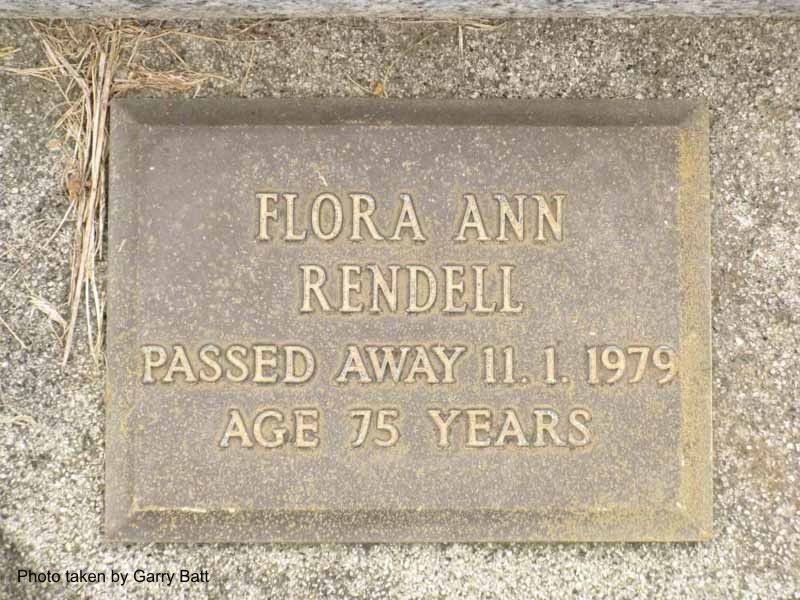 FLORA ANN
RENDELL
PASSED AWAY 11. 1. 1979
AGE 75 YEARS
Photo taken by Garry Batt